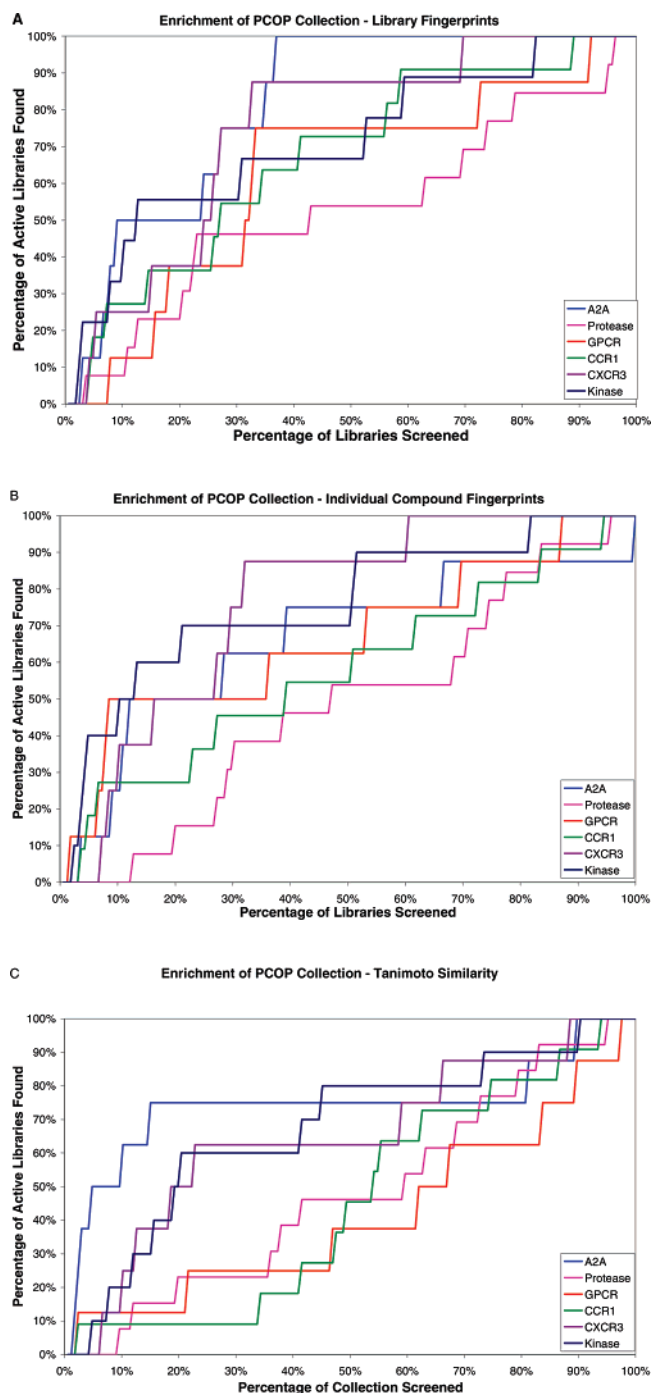 A
Enrichment of PCOP Collection - Library Fingerprints
Percentage of Active Libraries Found
100%
90%
80%
70%
60%
50%
40%
30%
20%
10%
0%
0% 10% 20% 30% 40% 50% 60% 70% 80% 90% 100%
Percentage of Libraries Screened
A2A
Protease
GPCR
CCR1
CXCR3
Kinase
B
Enrichment of PCOP Collection - Individual Compound Fingerprints
Percentage of Active Libraries Found
100%
90%
80%
70%
60%
50%
40%
30%
20%
10%
0%
0% 10% 20% 30% 40% 50% 60% 70% 80% 90% 100%
Percentage of Libraries Screened
A2A
Protease
GPCR
CCR1
CXCR3
Kinase
C
Enrichment of PCOP Collection - Tanimoto Similarity
Percentage of Active Libraries Found
100%
90%
80%
70%
60%
50%
40%
30%
20%
10%
0%
0% 10% 20% 30% 40% 50% 60% 70% 80% 90% 100%
Percentage of Collection Screened
A2A
Protease
GPCR
CCR1
CXCR3
Kinase